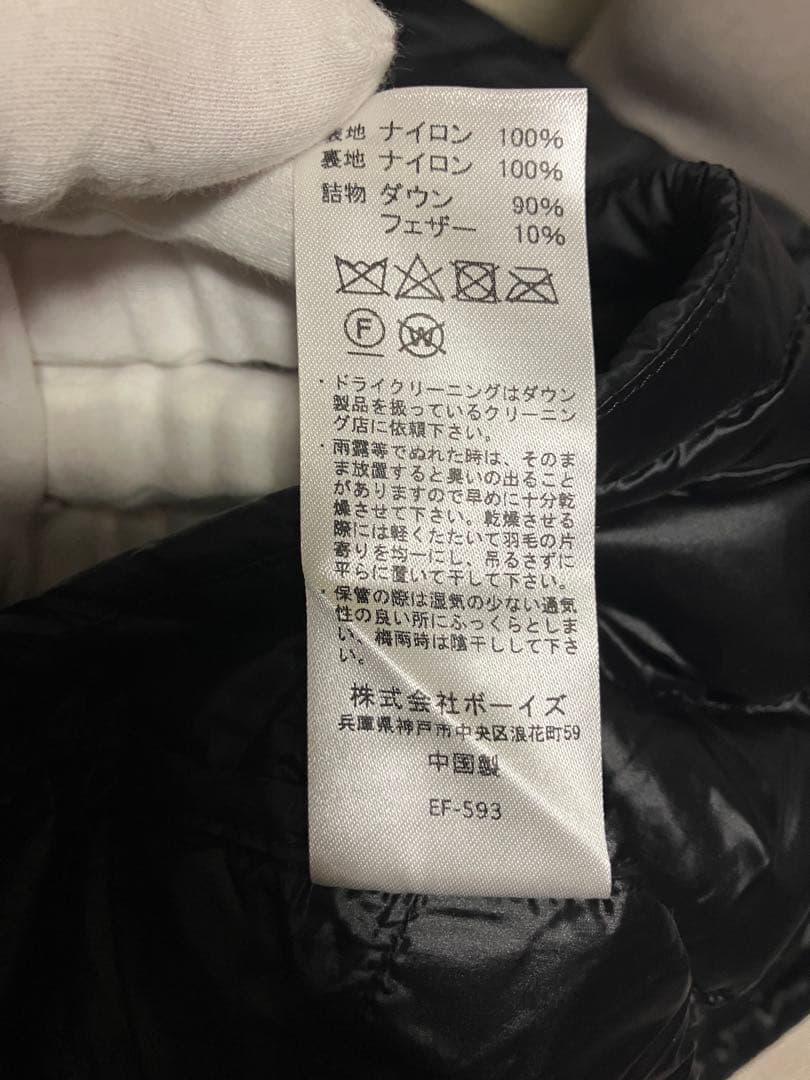 表地 ナイロン 100%
裏地 ナイロン 100%
詰物 ダウン 90%
フェザー 10%
F
W
・ドライクリーニングはダウン
製品を扱っているクリーニン
グ店に依頼下さい。
・雨露等でぬれた時は、そのま
ま放置すると臭いの出ること
がありますので早めに十分乾
燥させて下さい。乾燥させる
際には軽くたたいて羽毛の片
寄りを均一にし、吊るさずに
平らに置いて干して下さい。
・保管の際は湿気の少ない通気
性の良い所にふっくらとしま
い、梅雨時は陰干しして下さ
い。
株式会社ボーイズ
兵庫県神戸市中央区浪花町59
中国製
EF-593